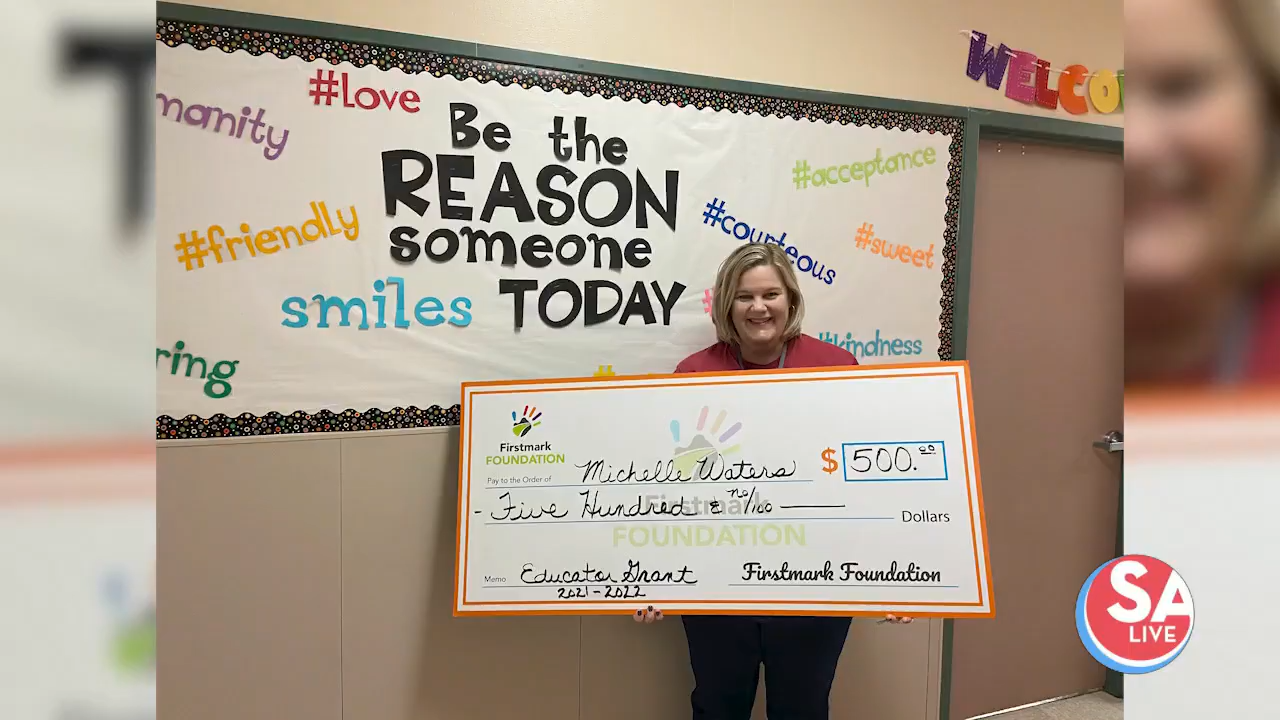 #Love
WELCO
manity
Be the
REASON
someone
TODAY
smiles
#acceptance
#friendly
#courteous
#sweet
#kindness
ring
Firstmark
FOUNDATION
Pay to the Order of Michelle Waters $ 500.00
Five Hundred & no/100 Dollars
Firstmark
FOUNDATION
Memo Educator Grant Firstmark Foundation
2021-2022
SA
LIVE